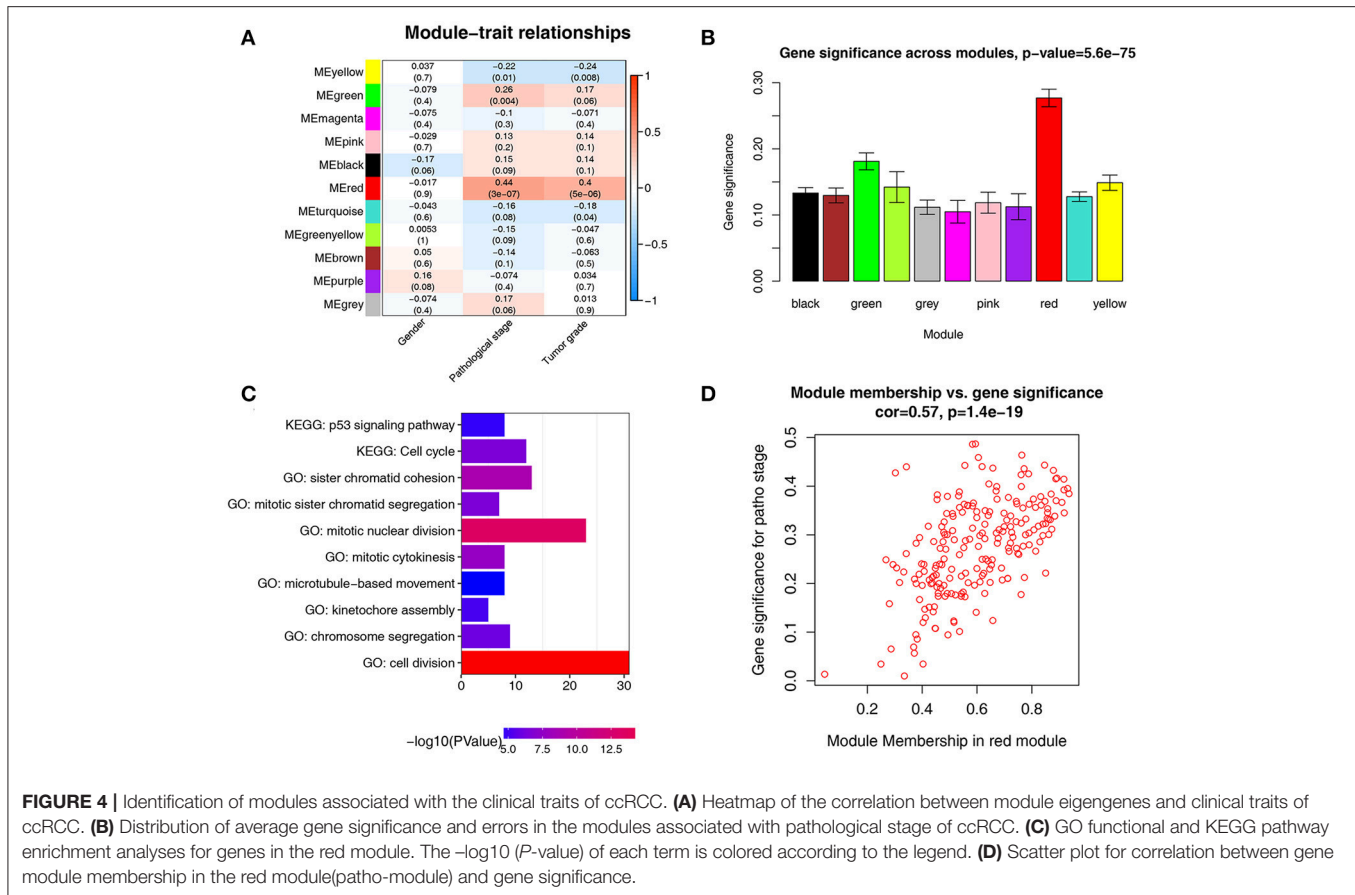 A
Module−trait relationships
MEyellow
0.037
(0.7)
−0.22
(0.01)
−0.24
(0.008)
MEgreen
−0.079
(0.4)
0.26
(0.004)
0.17
(0.06)
MEmagenta
−0.075
(0.4)
−0.1
(0.3)
−0.071
(0.4)
MEpink
−0.029
(0.7)
0.13
(0.2)
0.14
(0.1)
MEblack
−0.17
(0.06)
0.15
(0.09)
0.14
(0.1)
MEred
−0.017
(0.9)
0.44
(3e−07)
0.4
(5e−06)
MEturquoise
−0.043
(0.6)
−0.16
(0.08)
−0.18
(0.04)
MEgreenyellow
0.0053
(1)
−0.15
(0.09)
−0.047
(0.6)
MEbrown
0.05
(0.6)
−0.14
(0.1)
−0.063
(0.5)
MEpurple
0.16
(0.08)
−0.074
(0.4)
0.034
(0.7)
MEgrey
−0.074
(0.4)
0.17
(0.06)
0.013
(0.9)
Gender
Pathological stage
Tumor grade
1
0.5
0
−0.5
−1
B
Gene significance across modules, p−value=5.6e−75
Gene significance
0.30
0.20
0.10
0.00
black
green
grey
pink
red
yellow
Module
C
KEGG: p53 signaling pathway
KEGG: Cell cycle
GO: sister chromatid cohesion
GO: mitotic sister chromatid segregation
GO: mitotic nuclear division
GO: mitotic cytokinesis
GO: microtubule−based movement
GO: kinetochore assembly
GO: chromosome segregation
GO: cell division
0 10 20 30
−log10(PValue)
5.0 7.5 10.0 12.5
D
Module membership vs. gene significance
cor=0.57, p=1.4e−19
Gene significance for patho stage
0.5
0.4
0.3
0.2
0.1
0.0
0.2 0.4 0.6 0.8
Module Membership in red module
FIGURE 4 | Identification of modules associated with the clinical traits of ccRCC. (A) Heatmap of the correlation between module eigengenes and clinical traits of
ccRCC. (B) Distribution of average gene significance and errors in the modules associated with pathological stage of ccRCC. (C) GO functional and KEGG pathway
enrichment analyses for genes in the red module. The –log10 (P-value) of each term is colored according to the legend. (D) Scatter plot for correlation between gene
module membership in the red module(patho-module) and gene significance.